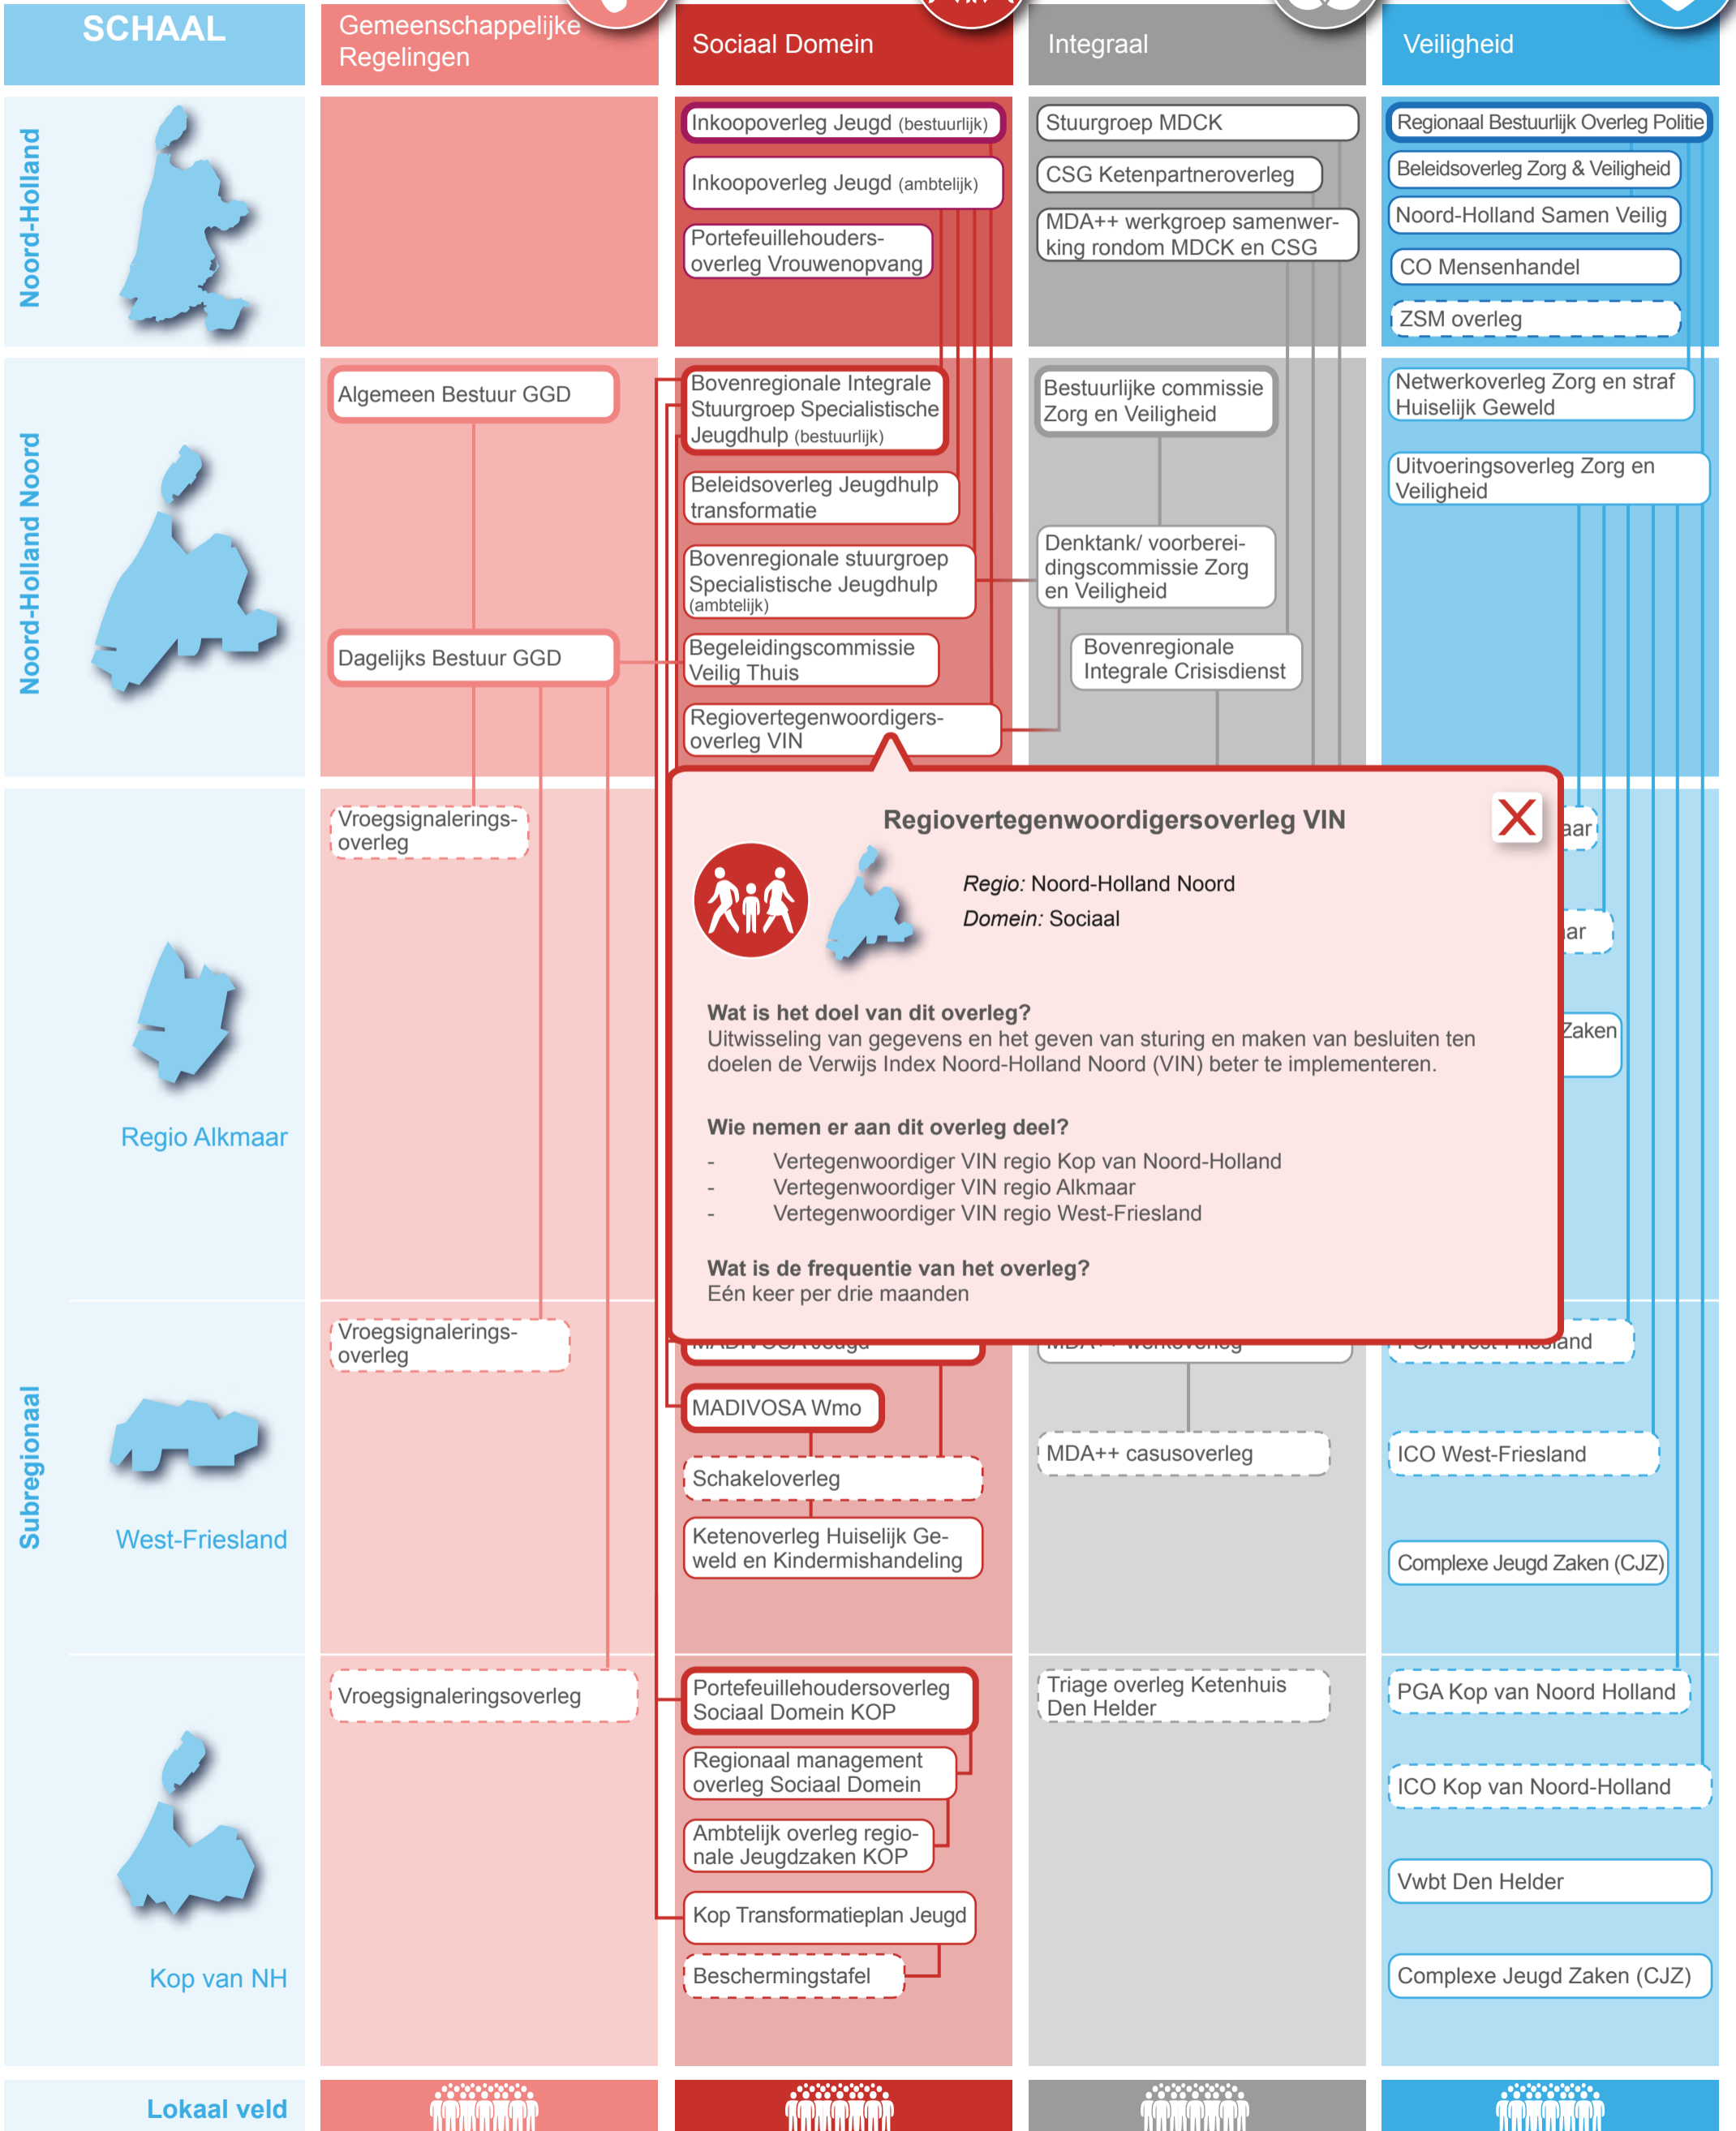 SCHAAL
Gemeenschappelijke
Regelingen
Sociaal Domein
Integraal
Veiligheid
Noord-Holland
Inkoopoverleg Jeugd (bestuurlijk)
Inkoopoverleg Jeugd (ambtelijk)
Portefeuillehouders-
overleg Vrouwenopvang
Stuurgroep MDCK
CSG Ketenpartneroverleg
MDA++ werkgroep samenwer-
king rondom MDCK en CSG
Regionaal Bestuurlijk Overleg Politie
Beleidsoverleg Zorg & Veiligheid
Noord-Holland Samen Veilig
CO Mensenhandel
ZSM overleg
Noord-Holland Noord
Algemeen Bestuur GGD
Dagelijks Bestuur GGD
Bovenregionale Integrale
Stuurgroep Specialistische
Jeugdhulp (bestuurlijk)
Beleidsoverleg Jeugdhulp
transformatie
Bovenregionale stuurgroep
Specialistische Jeugdhulp
(ambtelijk)
Begeleidingscommissie
Veilig Thuis
Regiovertegenwoordigers-
overleg VIN
Bestuurlijke commissie
Zorg en Veiligheid
Denktank/ voorberei-
dingscommissie Zorg
en Veiligheid
Bovenregionale
Integrale Crisisdienst
Netwerkoverleg Zorg en straf
Huiselijk Geweld
Uitvoeringsoverleg Zorg en
Veiligheid
Subregionaal
Regio Alkmaar
Vroegsignalerings-
overleg
Regiovertegenwoordigersoverleg VIN
X
Regio: Noord-Holland Noord
Domein: Sociaal
Wat is het doel van dit overleg?
Uitwisseling van gegevens en het geven van sturing en maken van besluiten ten
doelen de Verwijs Index Noord-Holland Noord (VIN) beter te implementeren.
Wie nemen er aan dit overleg deel?
- Vertegenwoordiger VIN regio Kop van Noord-Holland
- Vertegenwoordiger VIN regio Alkmaar
- Vertegenwoordiger VIN regio West-Friesland
Wat is de frequentie van het overleg?
Eén keer per drie maanden
aar
ar
Zaken
West-Friesland
Vroegsignalerings-
overleg
MADIVOSA Jeugd
MADIVOSA Wmo
Schakeloverleg
Ketenoverleg Huiselijk Ge-
weld en Kindermishandeling
MDA++ werkoverleg
MDA++ casusoverleg
PGA West-Friesland
ICO West-Friesland
Complexe Jeugd Zaken (CJZ)
Kop van NH
Vroegsignaleringsoverleg
Portefeuillehoudersoverleg
Sociaal Domein KOP
Regionaal management
overleg Sociaal Domein
Ambtelijk overleg regio-
nale Jeugdzaken KOP
Kop Transformatieplan Jeugd
Beschermingstafel
Triage overleg Ketenhuis
Den Helder
PGA Kop van Noord Holland
ICO Kop van Noord-Holland
Vwbt Den Helder
Complexe Jeugd Zaken (CJZ)
Lokaal veld